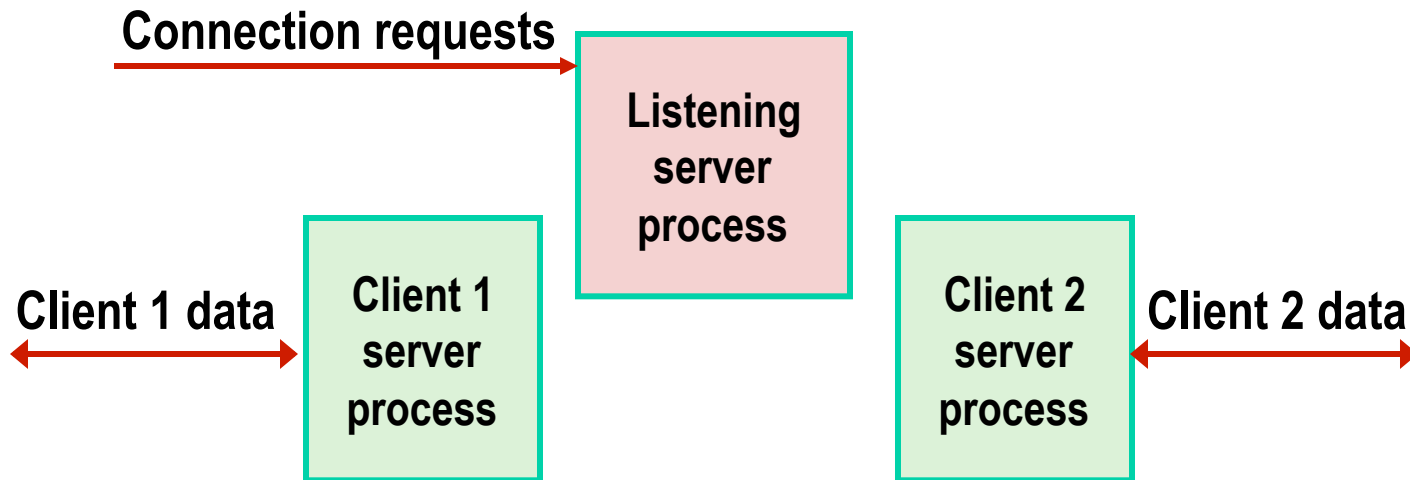 Connection requests
Listening
server
process
Client 1 data
Client 1
server
process
Client 2
server
process
Client 2 data